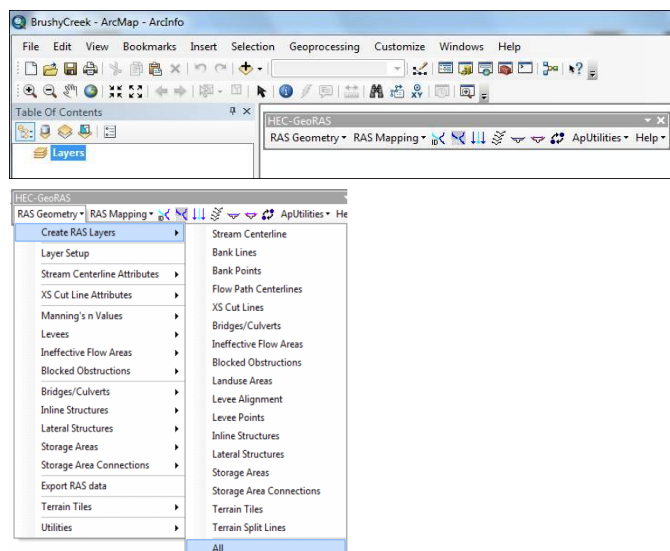 BrushyCreek - ArcMap - ArcInfo
File Edit View Bookmarks Insert Selection Geoprocessing Customize Windows Help
Table Of Contents
Layers
HEC-GeoRAS
RAS Geometry RAS Mapping ID ApUtilities Help
HEC-GeoRAS
RAS Geometry RAS Mapping ID ApUtilities He
Create RAS Layers
Layer Setup
Stream Centerline Attributes
XS Cut Line Attributes
Manning's n Values
Levees
Ineffective Flow Areas
Blocked Obstructions
Bridges/Culverts
Inline Structures
Lateral Structures
Storage Areas
Storage Area Connections
Export RAS data
Terrain Tiles
Utilities
Stream Centerline
Bank Lines
Bank Points
Flow Path Centerlines
XS Cut Lines
Bridges/Culverts
Ineffective Flow Areas
Blocked Obstructions
Landuse Areas
Levee Alignment
Levee Points
Inline Structures
Lateral Structures
Storage Areas
Storage Area Connections
Terrain Tiles
Terrain Split Lines
All